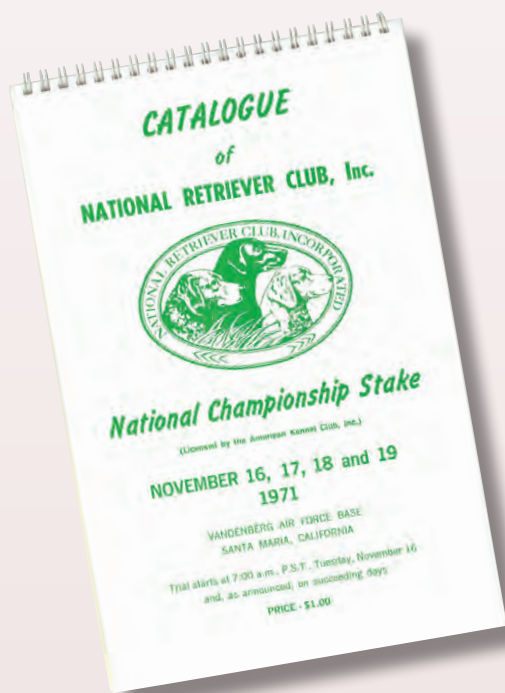 CATALOGUE
of
NATIONAL RETRIEVER CLUB, Inc.
NATIONAL RETRIEVER CLUB, INCORPORATED
National Championship Stake
(Licensed by the American Kennel Club, Inc.)
NOVEMBER 16, 17, 18 and 19
1971
VANDENBERG AIR FORCE BASE
SANTA MARIA, CALIFORNIA
Trial starts at 7:00 a.m., P.S.T., Tuesday, November 16
and, as announced, on succeeding days
PRICE - $1.00